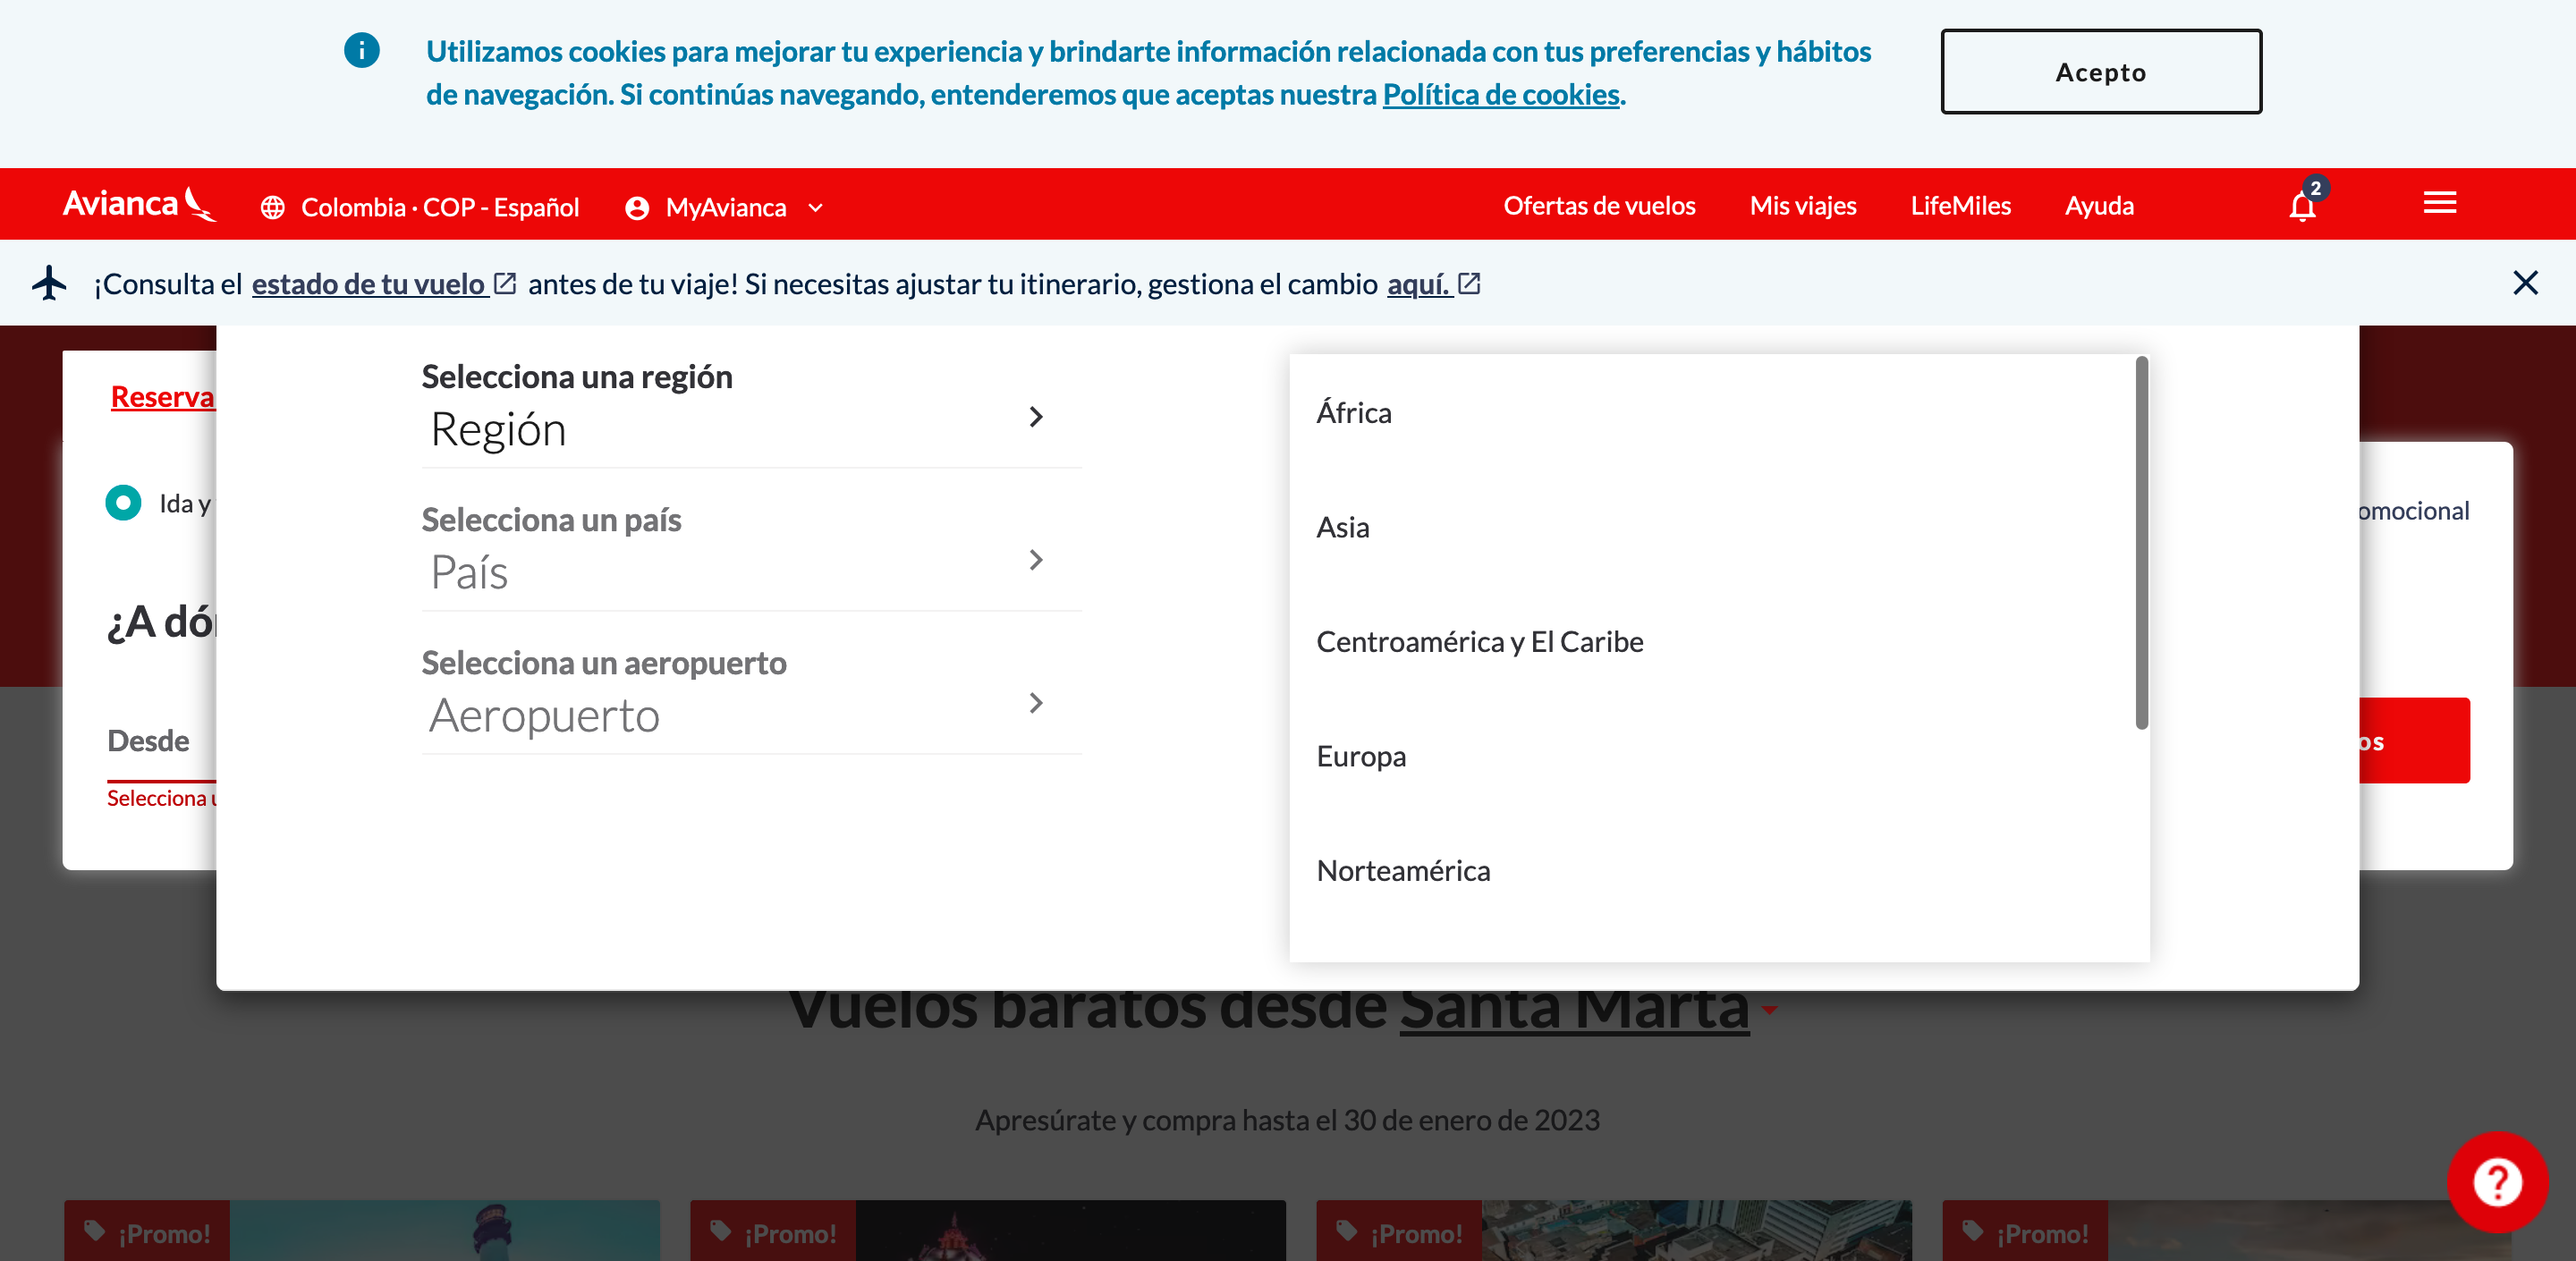 Utilizamos cookies para mejorar tu experiencia y brindarte información relacionada con tus preferencias y hábitos
de navegación. Si continúas navegando, entenderemos que aceptas nuestra Política de cookies.
Acepto
Avianca
Colombia · COP - Español
MyAvianca
Ofertas de vuelos
Mis viajes
LifeMiles
Ayuda
2
¡Consulta el estado de tu vuelo antes de tu viaje! Si necesitas ajustar tu itinerario, gestiona el cambio aquí.
Reserva
Ida y
¿A dón
Desde
Selecciona u
Selecciona una región
Región
Selecciona un país
País
Selecciona un aeropuerto
Aeropuerto
África
Asia
Centroamérica y El Caribe
Europa
Norteamérica
omocional
os
Vuelos baratos desde Santa Marta
Apresúrate y compra hasta el 30 de enero de 2023
¡Promo!
¡Promo!
¡Promo!
¡Promo!
?